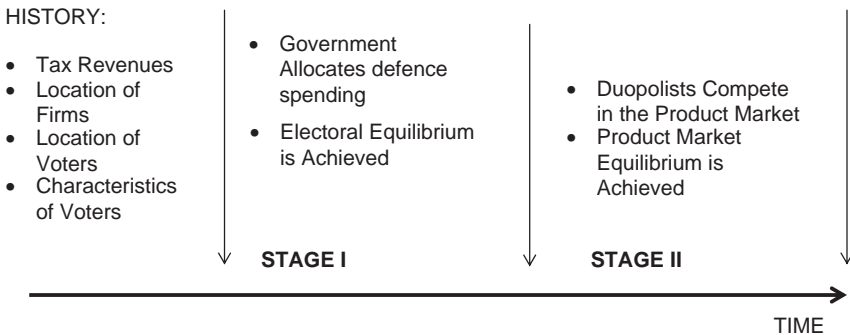 HISTORY:
• Tax Revenues
• Location of
Firms
• Location of
Voters
• Characteristics
of Voters
• Government
Allocates defence
spending
• Electoral Equilibrium
is Achieved
• Duopolists Compete
in the Product Market
• Product Market
Equilibrium is
Achieved
STAGE I
STAGE II
TIME